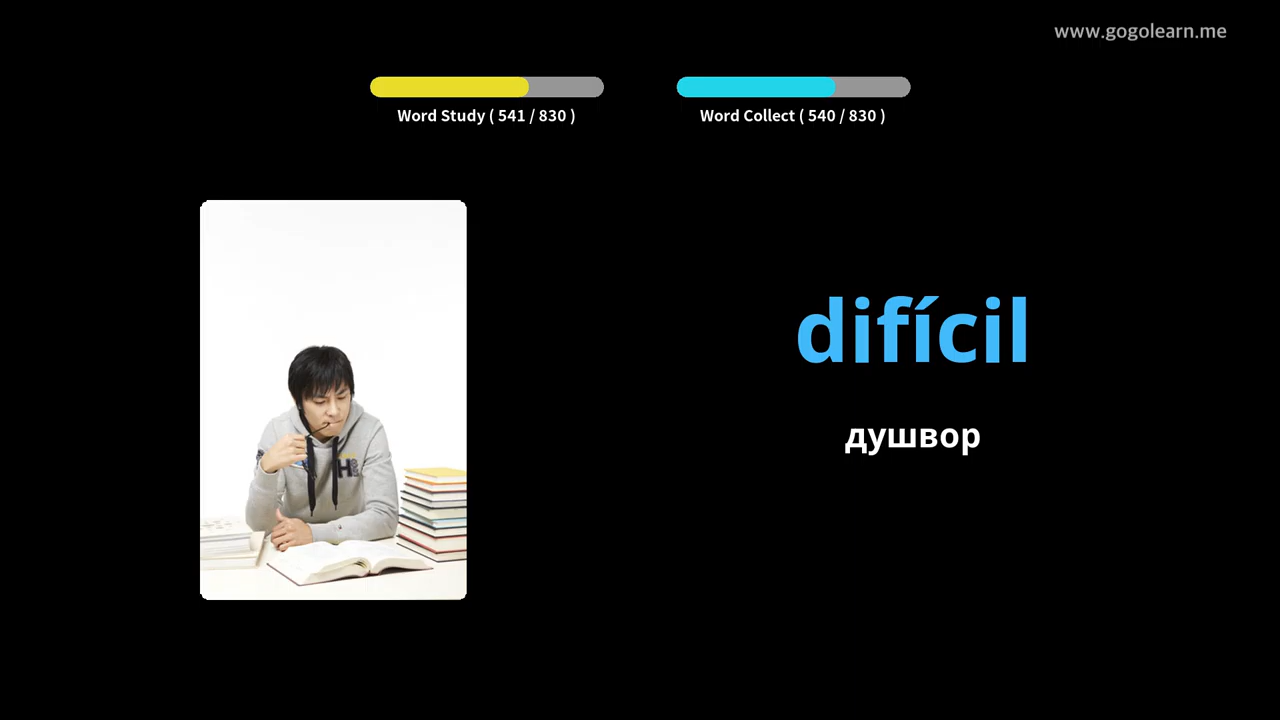 www.gogolearn.me
Word Study ( 541 / 830 )
Word Collect ( 540 / 830 )
difícil
душвор
H